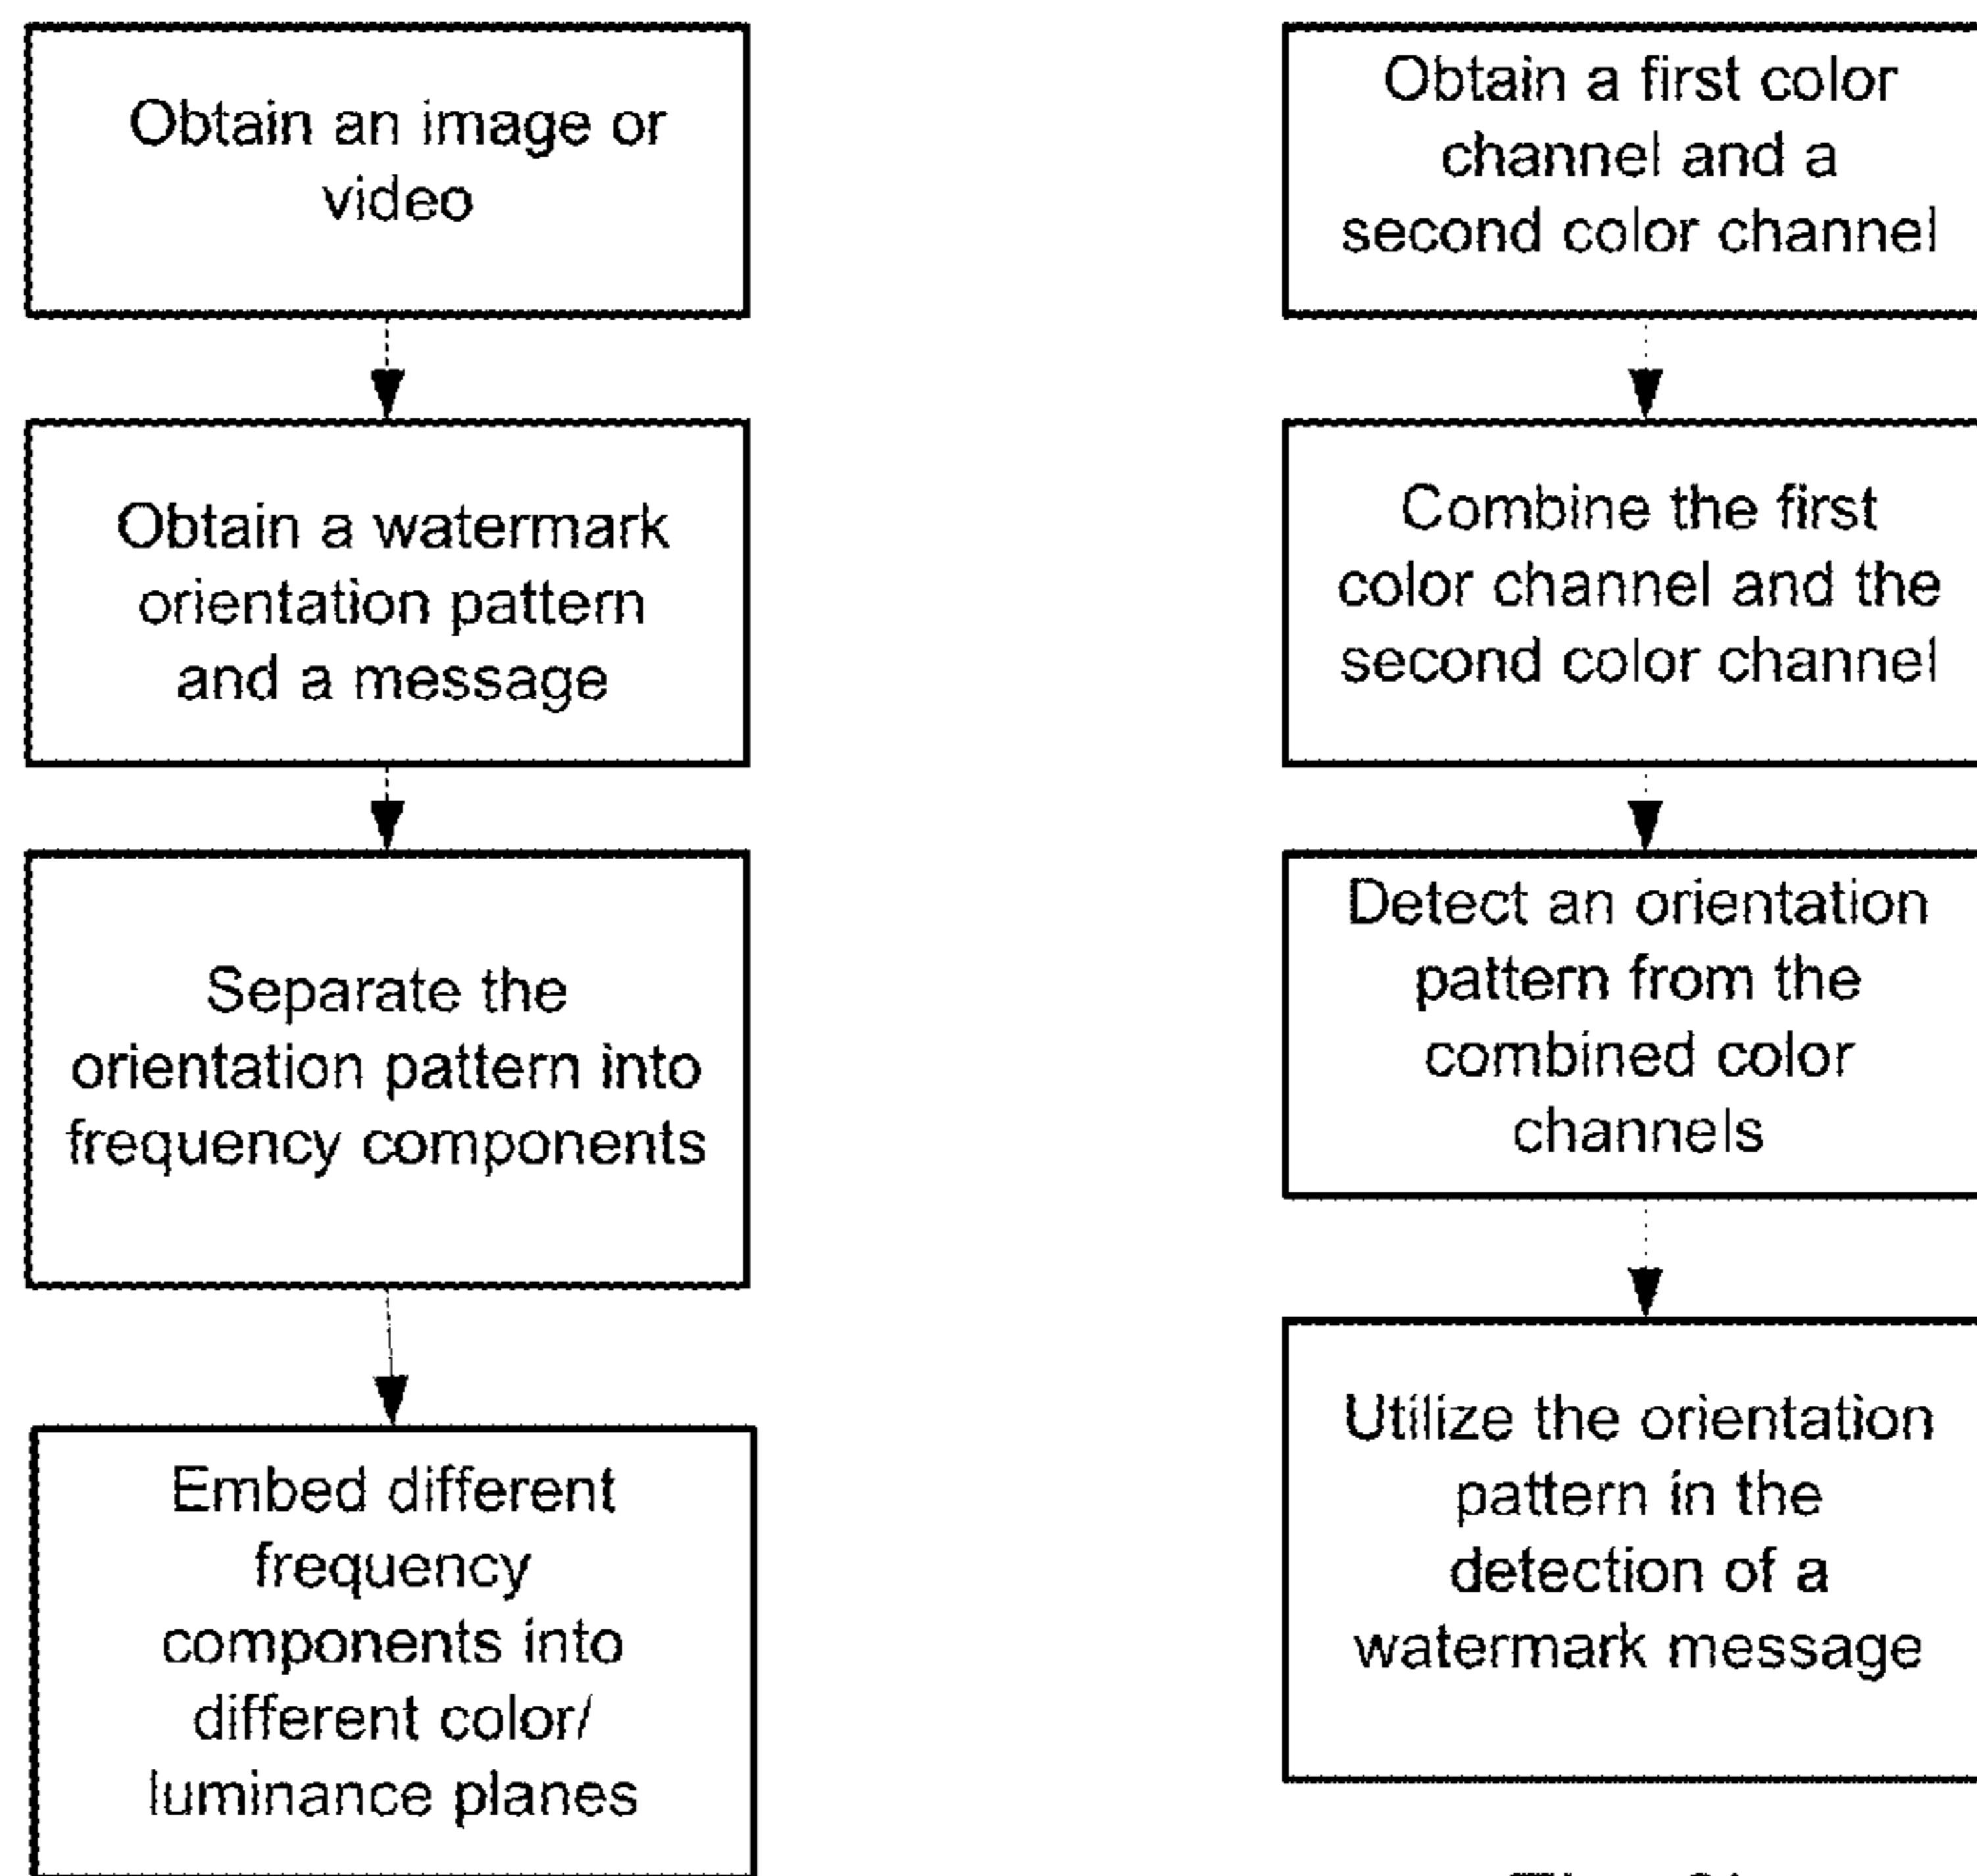 Obtain an image or
video
Obtain a watermark
orientation pattern
and a message
Separate the
orientation pattern into
frequency components
Embed different
frequency
components into
different color/
luminance planes
Obtain a first color
channel and a
second color channel
Combine the first
color channel and the
second color channel
Detect an orientation
pattern from the
combined color
channels
Utilize the orientation
pattern in the
detection of a
watermark message